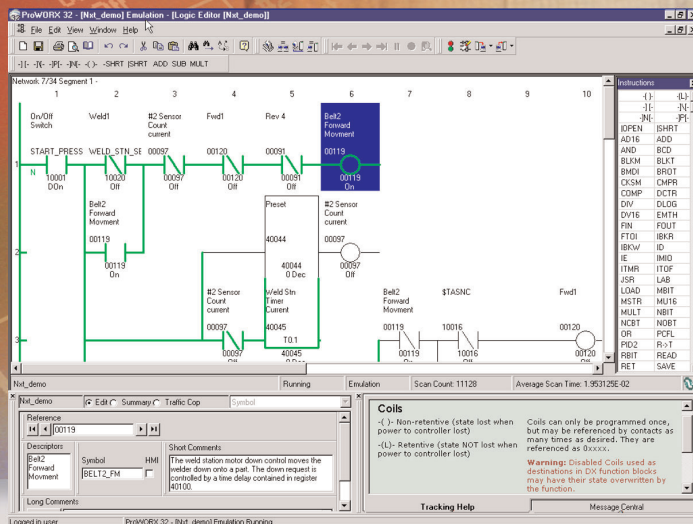 ProWORX 32 - [Nxt_demo] Emulation - [Logic Editor [Nxt_demo]]
File Edit View Window Help
-] [- -]\[- -]P[- -]N[- -( )- -SHRT |SHRT ADD SUB MULT
Network 7/34 Segment 1 -
1 2 3 4 5 6 7 8 9 10
On/Off Switch
Weld1
#2 Sensor Count current
Fwd1
Rev 4
Belt2 Forward Movment
START_PRESS WELD_STN_SE 00097 00120 00091 00119
1
N
10001 10020 00097 00120 00091 00119
DOn Off Off Off Off On
Belt2 Forward Movment
Preset
#2 Sensor Count current
00119 40044 00097
2
00119 40044 00097
On 0 Dec Off
#2 Sensor Count current
Weld Stn Timer Current
Belt2 Forward Movment
$TASNC
Fwd1
00097 40045 00119 10016 00120
3
T0.1
00097 40045 00119 10016 00120
Off 0 Dec On Off Off
Instructions
-( )- -(L)-
-] [- -]\[-
-]N[- -]P[-
|OPEN |SHRT
AD16 ADD
AND BCD
BLKM BLKT
BMDI BROT
CKSM CMPR
COMP DCTR
DIV DLOG
DV16 EMTH
FIN FOUT
FTOI IBKR
IBKW ID
IE IMIO
ITMR ITOF
JSR LAB
LOAD MBIT
MSTR MU16
MULT NBIT
NCBT NOBT
OR PCFL
PID2 R->T
RBIT READ
RET SAVE
Nxt_demo Running Emulation Scan Count: 11128 Average Scan Time: 1.953125E-02
Nxt_demo Edit Summary Traffic Cop Symbol
Reference
00119
Descriptors
Symbol HMI
Short Comments
Belt2
Forward
Movment
BELT2_FM
The weld station motor down control moves the
welder down onto a part. The down request is
controlled by a time delay contained in register
40100.
Long Comments
Coils
-( )- Non-retentive (state lost when
power to controller lost)
-(L)- Retentive (state NOT lost when
power to controller lost)
Coils can only be programmed once,
but may be referenced by contacts as
many times as desired. They are
referenced as 0xxxx.
Warning: Disabled Coils used as
destinations in DX function blocks
may have their state overwritten by
the function.
Tracking Help Message Central
Logged in user ProWORX 32 - [Nxt_demo] Emulation Running